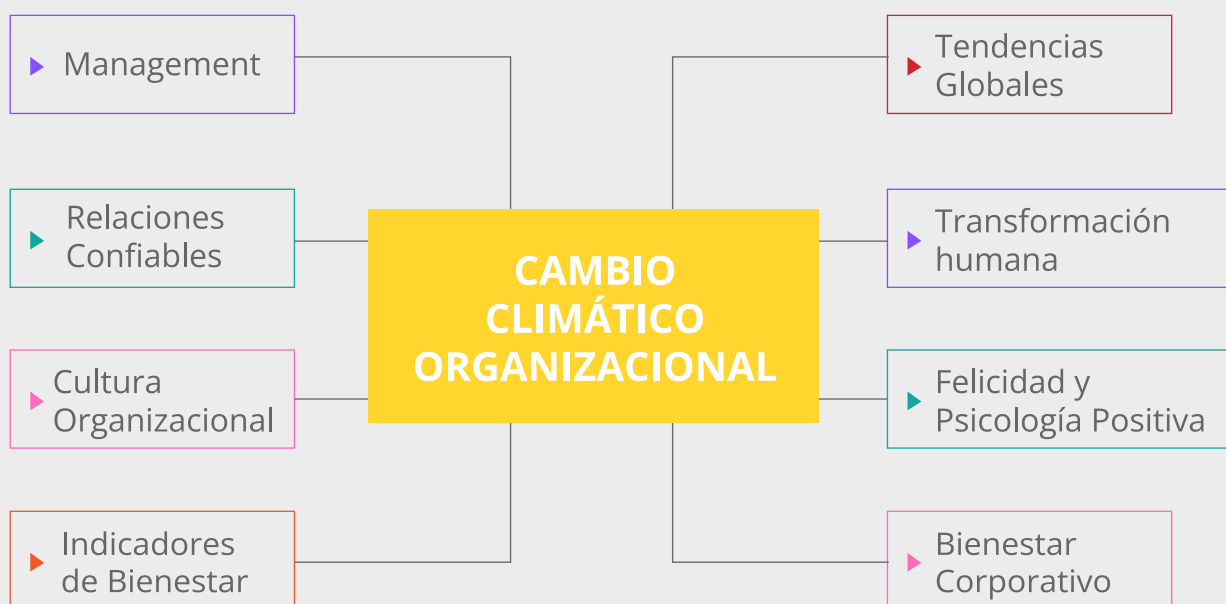 Management
Relaciones
Confiables
Cultura
Organizacional
Indicadores
de Bienestar
CAMBIO
CLIMÁTICO
ORGANIZACIONAL
Tendencias
Globales
Transformación
humana
Felicidad y
Psicología Positiva
Bienestar
Corporativo